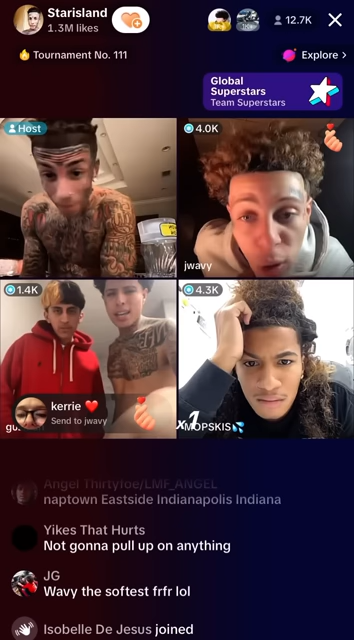 Starisland
1.3M likes
12.7K
Tournament No. 111
Explore >
Global
Superstars
Team Superstars
Host
4.0K
jwavy
1.4K
4.3K
kerrie ❤️
Send to jwavy
gu
x1
MOPSKIS💦
Angel Thirtyfoe/LMF_ANGEL
naptown Eastside Indianapolis Indiana
Yikes That Hurts
Not gonna pull up on anything
JG
Wavy the softest frfr lol
Isobelle De Jesus joined